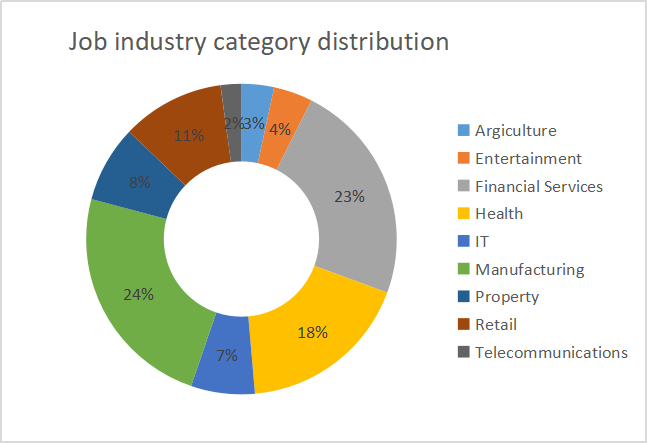 Job industry category distribution
2%
3%
4%
11%
8%
23%
24%
18%
7%
Argiculture
Entertainment
Financial Services
Health
IT
Manufacturing
Property
Retail
Telecommunications